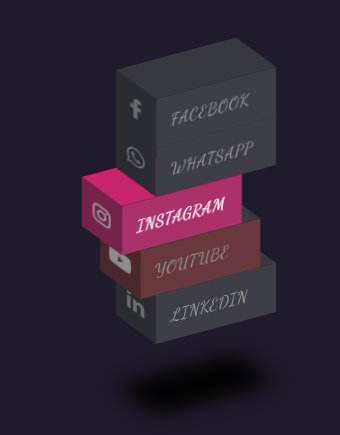 FACEBOOK
WHATSAPP
INSTAGRAM
YOUTUBE
LINKEDIN